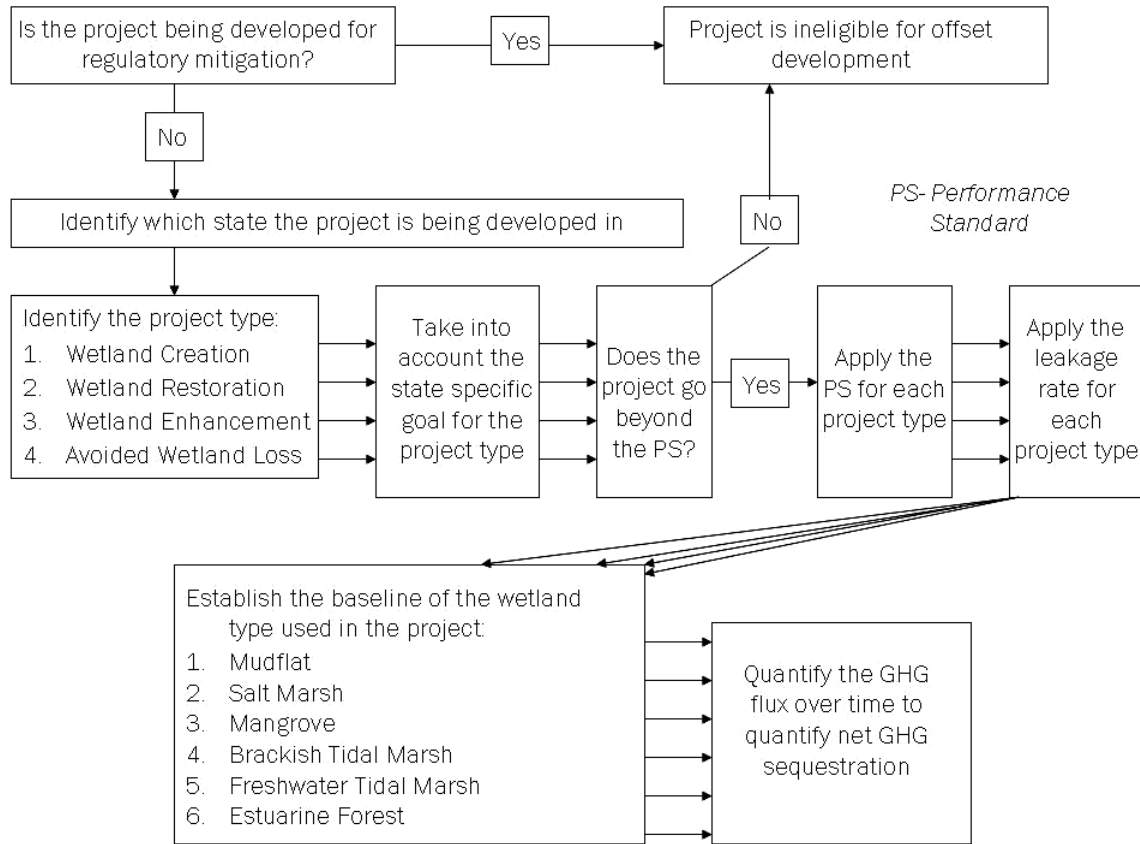 Is the project being developed for
regulatory mitigation?
Yes
Project is ineligible for offset
development
No
Identify which state the project is being developed in
No
PS- Performance
Standard
Identify the project type:
1. Wetland Creation
2. Wetland Restoration
3. Wetland Enhancement
4. Avoided Wetland Loss
Take into
account the
state specific
goal for the
project type
Does the
project go
beyond
the PS?
Yes
Apply the
PS for each
project type
Apply the
leakage
rate for
each
project type
Establish the baseline of the wetland
type used in the project:
1. Mudflat
2. Salt Marsh
3. Mangrove
4. Brackish Tidal Marsh
5. Freshwater Tidal Marsh
6. Estuarine Forest
Quantify the GHG
flux over time to
quantify net GHG
sequestration